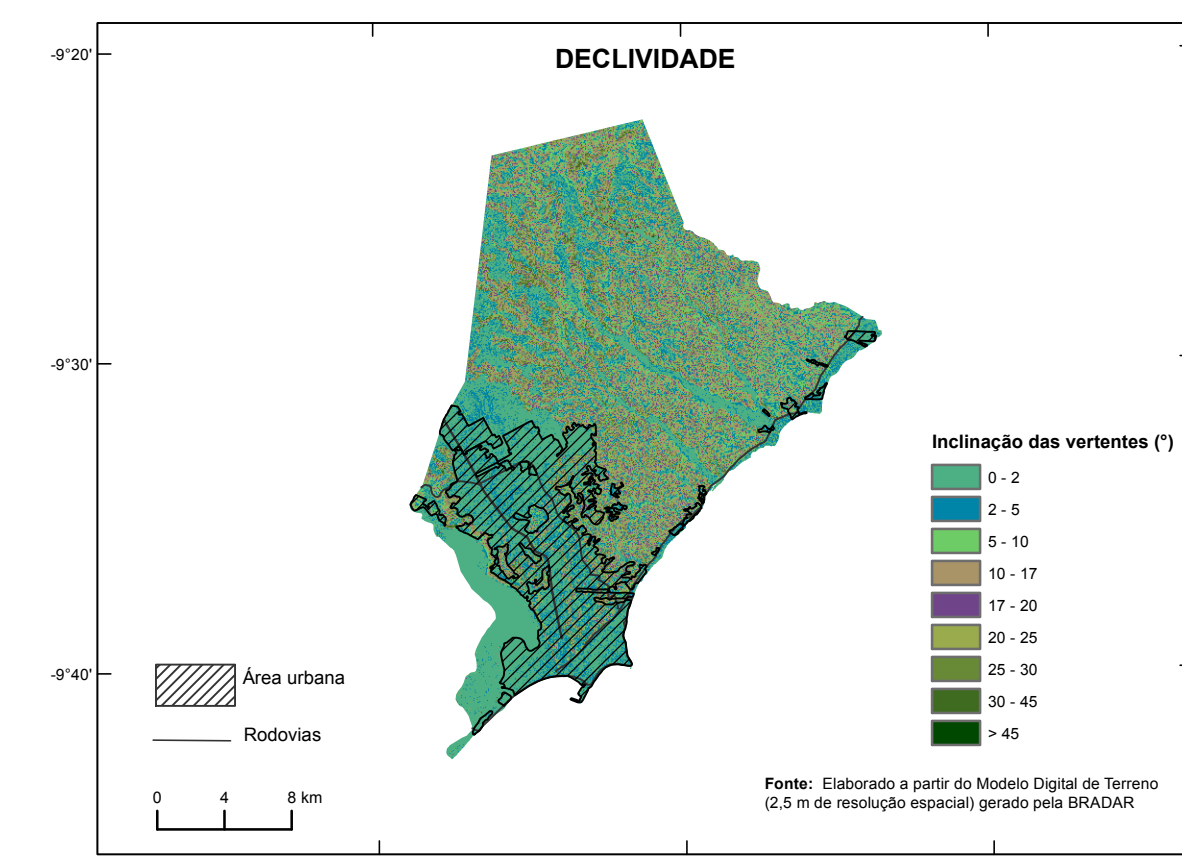 DECLIVIDADE
-9°20'
-9°30'
-9°40'
Inclinação das vertentes (°)
0 - 2
2 - 5
5 - 10
10 - 17
17 - 20
20 - 25
25 - 30
30 - 45
> 45
Área urbana
Rodovias
0 4 8 km
Fonte: Elaborado a partir do Modelo Digital de Terreno
(2,5 m de resolução espacial) gerado pela BRADAR